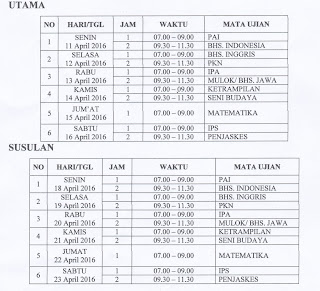 UTAMA
NO HARI/TGL JAM WAKTU MATA UJIAN
1 SENIN 1 07.00 – 09.00 PAI
11 April 2016 2 09.30 – 11.30 BHS. INDONESIA
2 SELASA 1 07.00 – 09.00 BHS. INGGRIS
12 April 2016 2 09.30 – 11.30 PKN
3 RABU 1 07.00 – 09.00 IPA
13 April 2016 2 09.30 – 11.30 MULOK/ BHS. JAWA
4 KAMIS 1 07.00 – 09.00 KETRAMPILAN
14 April 2016 2 09.30 – 11.30 SENI BUDAYA
5 JUM'AT 1 07.00 – 09.00 MATEMATIKA
15 April 2016
6 SABTU 1 07.00 – 09.00 IPS
16 April 2016 2 09.30 – 11.30 PENJASKES
SUSULAN
NO HARI/TGL JAM WAKTU MATA UJIAN
1 SENIN 1 07.00 – 09.00 PAI
18 April 2016 2 09.30 – 11.30 BHS. INDONESIA
2 SELASA 1 07.00 – 09.00 BHS. INGGRIS
19 April 2016 2 09.30 – 11.30 PKN
3 RABU 1 07.00 – 09.00 IPA
20 April 2016 2 09.30 – 11.30 MULOK/ BHS. JAWA
4 KAMIS 1 07.00 – 09.00 KETRAMPILAN
21 April 2016 2 09.30 – 11.30 SENI BUDAYA
5 JUMAT 1 07.00 – 09.00 MATEMATIKA
22 April 2016
6 SABTU 1 07.00 – 09.00 IPS
23 April 2016 2 09.30 – 11.30 PENJASKES